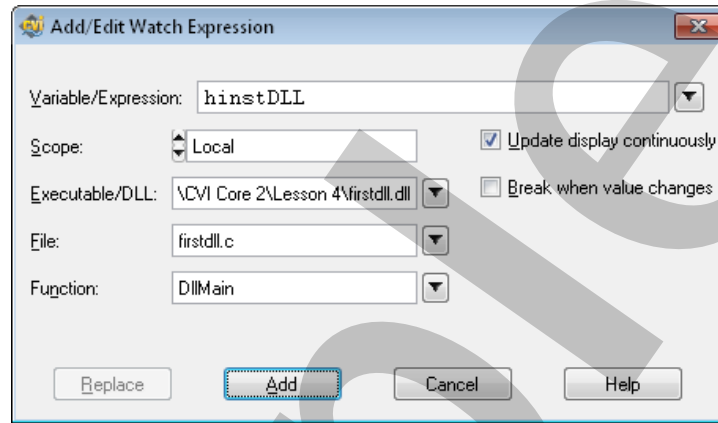 CVI Add/Edit Watch Expression
Variable/Expression: hinstDLL
Scope: Local
Update display continuously
Executable/DLL: \CVI Core 2\Lesson 4\firstdll.dll
Break when value changes
File: firstdll.c
Function: DllMain
Replace Add Cancel Help